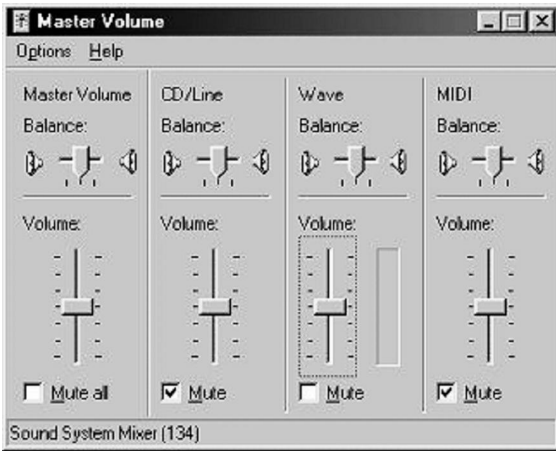 Master Volume
Options Help
Master Volume CD/Line Wave MIDI
Balance: Balance: Balance: Balance:
Volume: Volume: Volume: Volume:
Mute all Mute Mute Mute
Sound System Mixer (134)